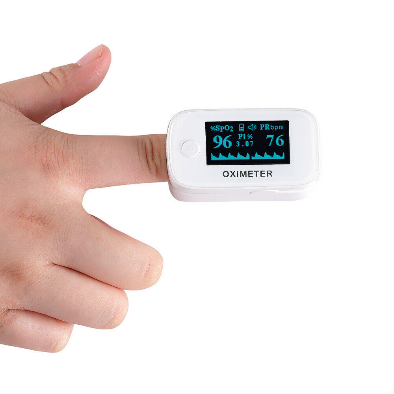 %SpO2 PRbpm
96 PI% 76
3.07
OXIMETER